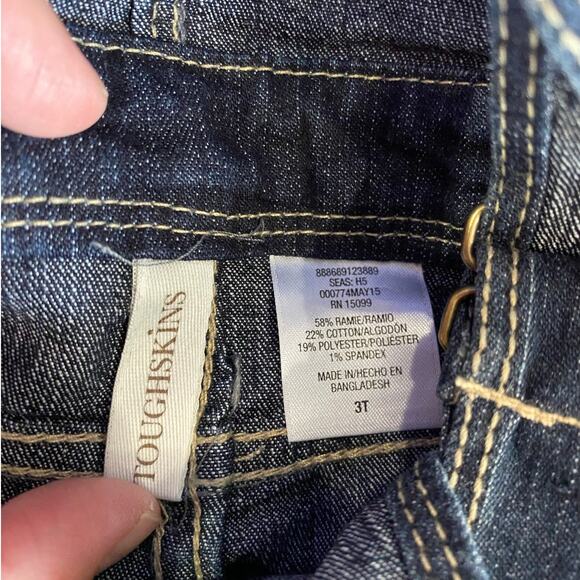 TOUGHSKINS
888689123889
SEAS: H5
000774MAY15
RN 15099
58% RAMIE/RAMIO
22% COTTON/ALGODÓN
19% POLYESTER/POLIÉSTER
1% SPANDEX
MADE IN/HECHO EN
BANGLADESH
3T